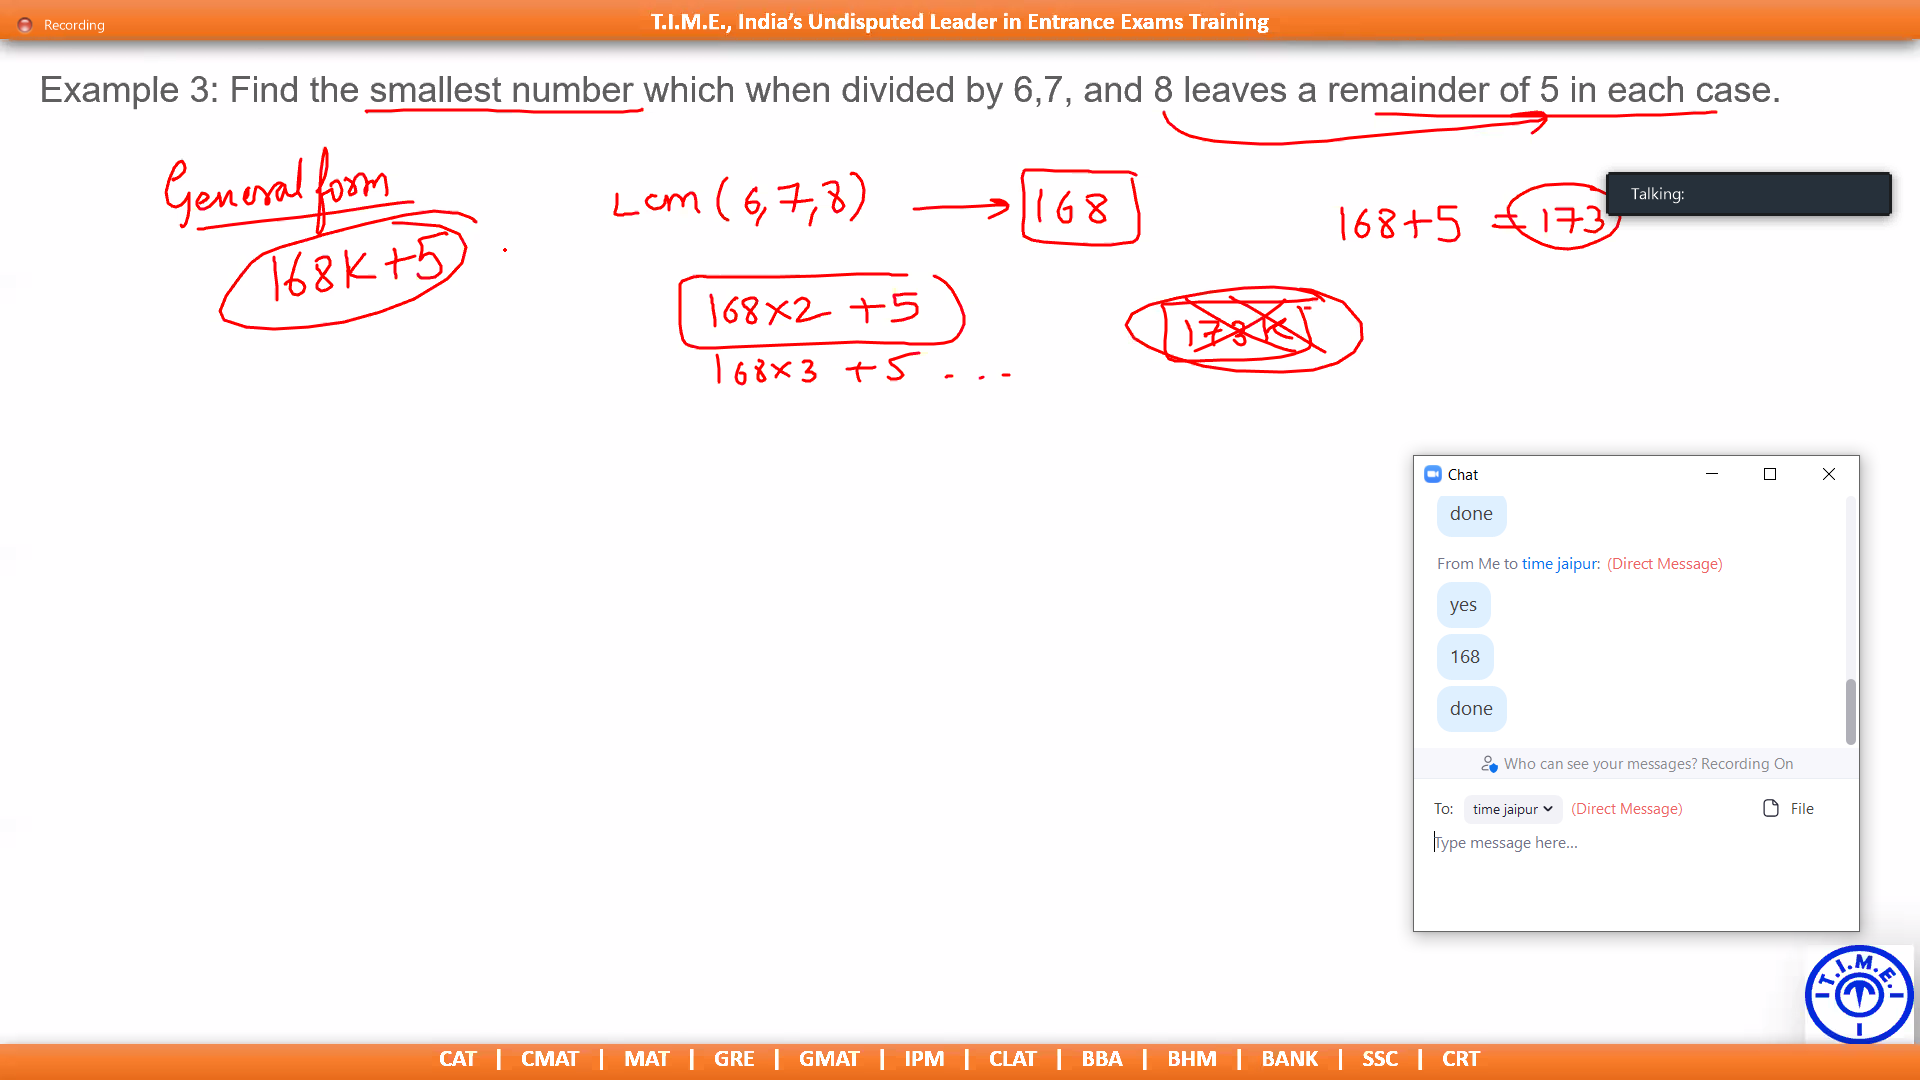 Recording
T.I.M.E., India's Undisputed Leader in Entrance Exams Training
Example 3: Find the smallest number which when divided by 6,7, and 8 leaves a remainder of 5 in each case.
General form
168K+5
Lcm (6,7,8) → 168
168+5 = 173
Talking:
168×2 +5
168×3 +5 ...
173K
Chat
done
From Me to time jaipur: (Direct Message)
yes
168
done
Who can see your messages? Recording On
To: time jaipur (Direct Message) File
Type message here...
T.I.M.E.
CAT | CMAT | MAT | GRE | GMAT | IPM | CLAT | BBA | BHM | BANK | SSC | CRT